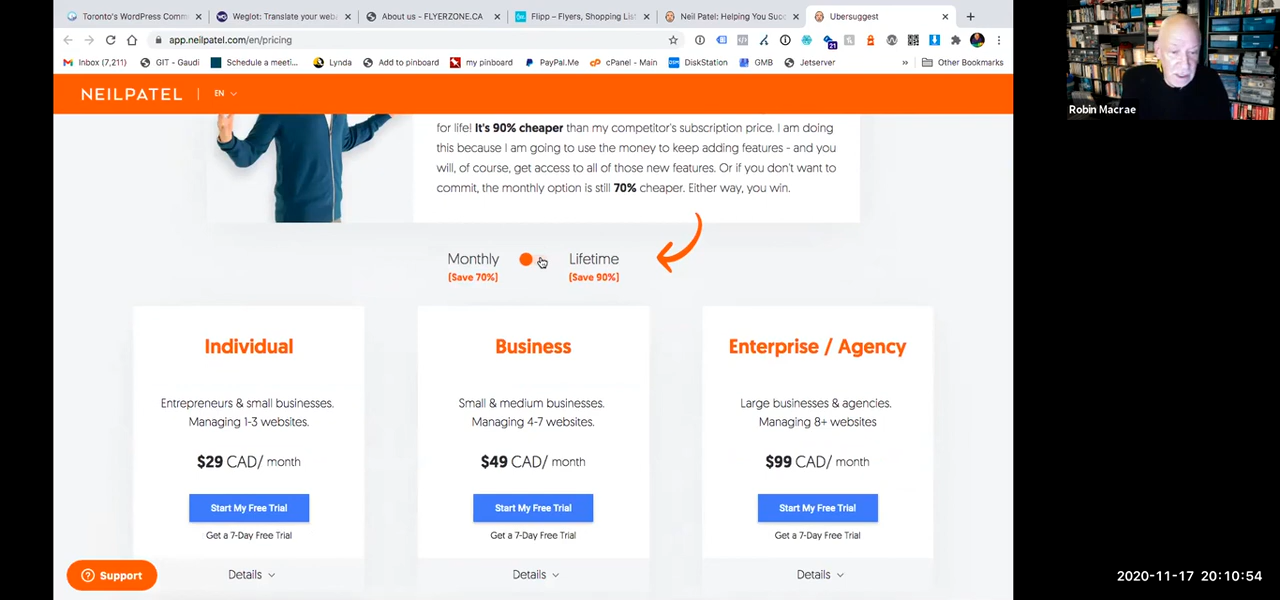 Toronto's WordPress Comm
Weglot: Translate your weba
About us - FLYERZONE.CA
Flipp – Flyers, Shopping List
Neil Patel: Helping You Succ
Ubersuggest
app.neilpatel.com/en/pricing
21
Inbox (7,211)
GIT - Gaudi
Schedule a meeti...
Lynda
Add to pinboard
my pinboard
PayPal.Me
cPanel - Main
DiskStation
GMB
Jetserver
»
Other Bookmarks
NEILPATEL | EN
Robin Macrae
for life! It's 90% cheaper than my competitor's subscription price. I am doing
this because I am going to use the money to keep adding features - and you
will, of course, get access to all of those new features. Or if you don't want to
commit, the monthly option is still 70% cheaper. Either way, you win.
Monthly Lifetime
(Save 70%) (Save 90%)
Individual
Entrepreneurs & small businesses.
Managing 1-3 websites.
$29 CAD/ month
Start My Free Trial
Get a 7-Day Free Trial
Details
Business
Small & medium businesses.
Managing 4-7 websites.
$49 CAD/ month
Start My Free Trial
Get a 7-Day Free Trial
Details
Enterprise / Agency
Large businesses & agencies.
Managing 8+ websites
$99 CAD/ month
Start My Free Trial
Get a 7-Day Free Trial
Details
Support
2020-11-17 20:10:54